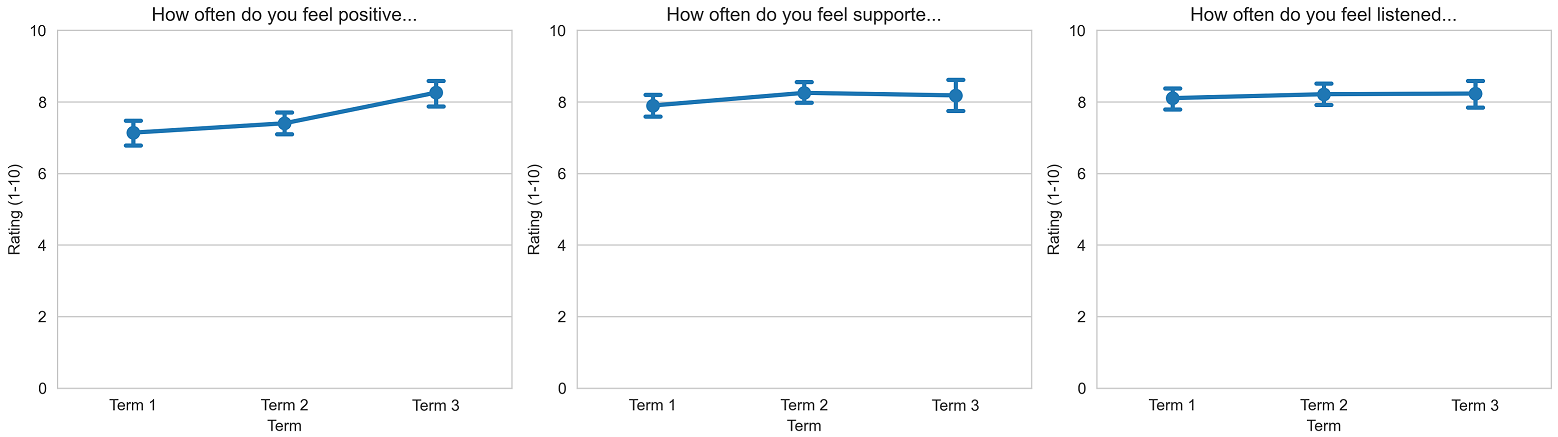 How often do you feel positive...
Rating (1-10)
10
8
6
4
2
0
Term 1
Term 2
Term 3
Term
How often do you feel supporte...
Rating (1-10)
10
8
6
4
2
0
Term 1
Term 2
Term 3
Term
How often do you feel listened...
Rating (1-10)
10
8
6
4
2
0
Term 1
Term 2
Term 3
Term